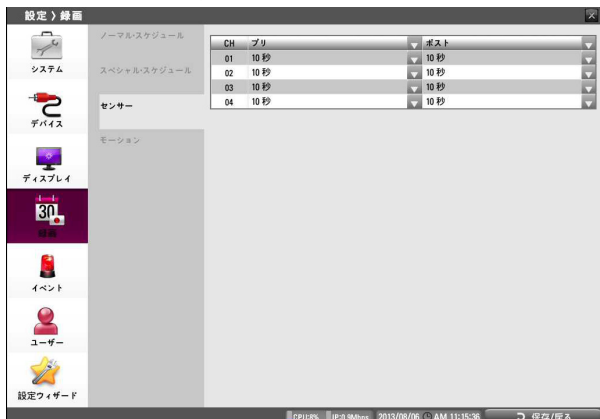 設定 〉録画
システム
デバイス
ディスプレイ
30
録画
イベント
ユーザー
設定ウィザード
ノーマル·スケジュール
スペシャル·スケジュール
センサー
モーション
CH プリ ポスト
01 10 秒 10 秒
02 10 秒 10 秒
03 10 秒 10 秒
04 10 秒 10 秒
CPU:8% IP:0.9Mbps 2013/08/06 AM 11:15:36 保存/戻る